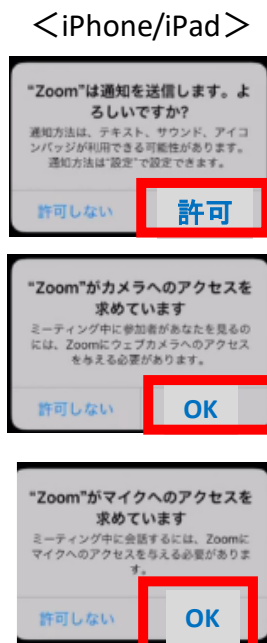 ＜iPhone/iPad＞
“Zoom”は通知を送信します。よ
ろしいですか?
通知方法は、テキスト、サウンド、アイコ
ンバッジが利用できる可能性があります。
通知方法は“設定”で設定できます。
許可しない 許可
“Zoom”がカメラへのアクセスを
求めています
ミーティング中に参加者があなたを見るの
には、Zoomにウェブカメラへのアクセス
を与える必要があります。
許可しない OK
“Zoom”がマイクへのアクセスを
求めています
ミーティング中に会話するには、Zoomに
マイクへのアクセスを与える必要がありま
す。
許可しない OK